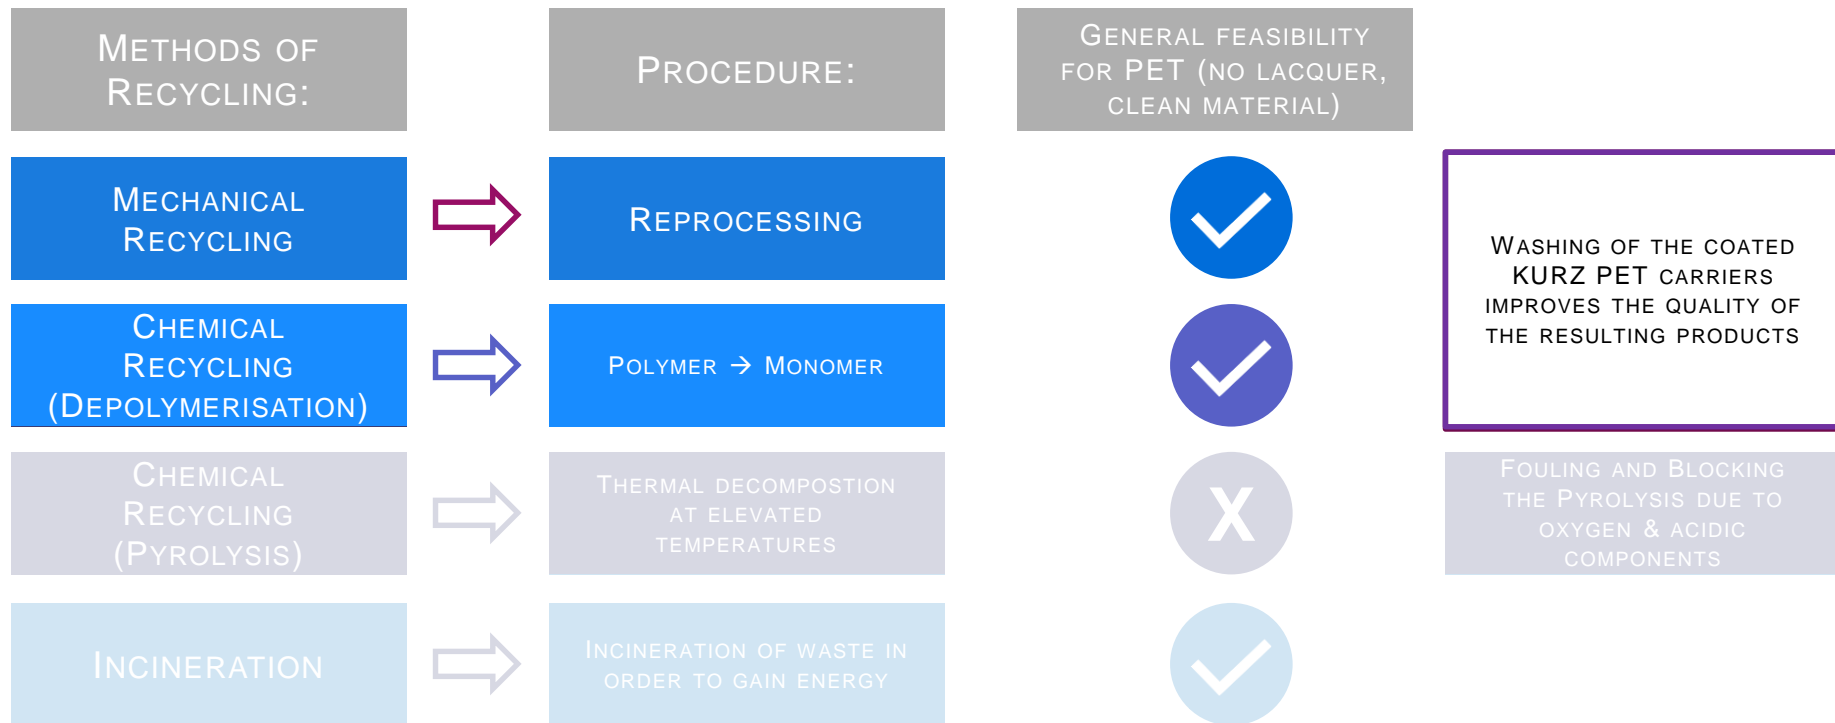 METHODS OF
RECYCLING:
PROCEDURE:
GENERAL FEASIBILITY
FOR PET (NO LACQUER,
CLEAN MATERIAL)
MECHANICAL
RECYCLING
REPROCESSING
CHEMICAL
RECYCLING
(DEPOLYMERISATION)
POLYMER → MONOMER
WASHING OF THE COATED
KURZ PET CARRIERS
IMPROVES THE QUALITY OF
THE RESULTING PRODUCTS
CHEMICAL
RECYCLING
(PYROLYSIS)
THERMAL DECOMPOSTION
AT ELEVATED
TEMPERATURES
X
FOULING AND BLOCKING
THE PYROLYSIS DUE TO
OXYGEN & ACIDIC
COMPONENTS
INCINERATION
INCINERATION OF WASTE IN
ORDER TO GAIN ENERGY